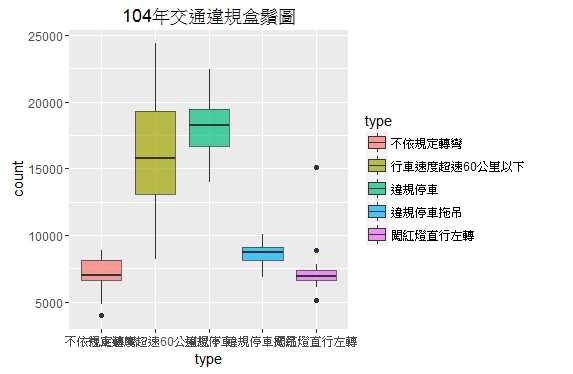 104年交通違規盒鬚圖
25000
20000
15000
10000
5000
count
type
不依規定轉彎
行車速度超速60公里以下
違規停車
違規停車拖吊
闖紅燈直行左轉
type